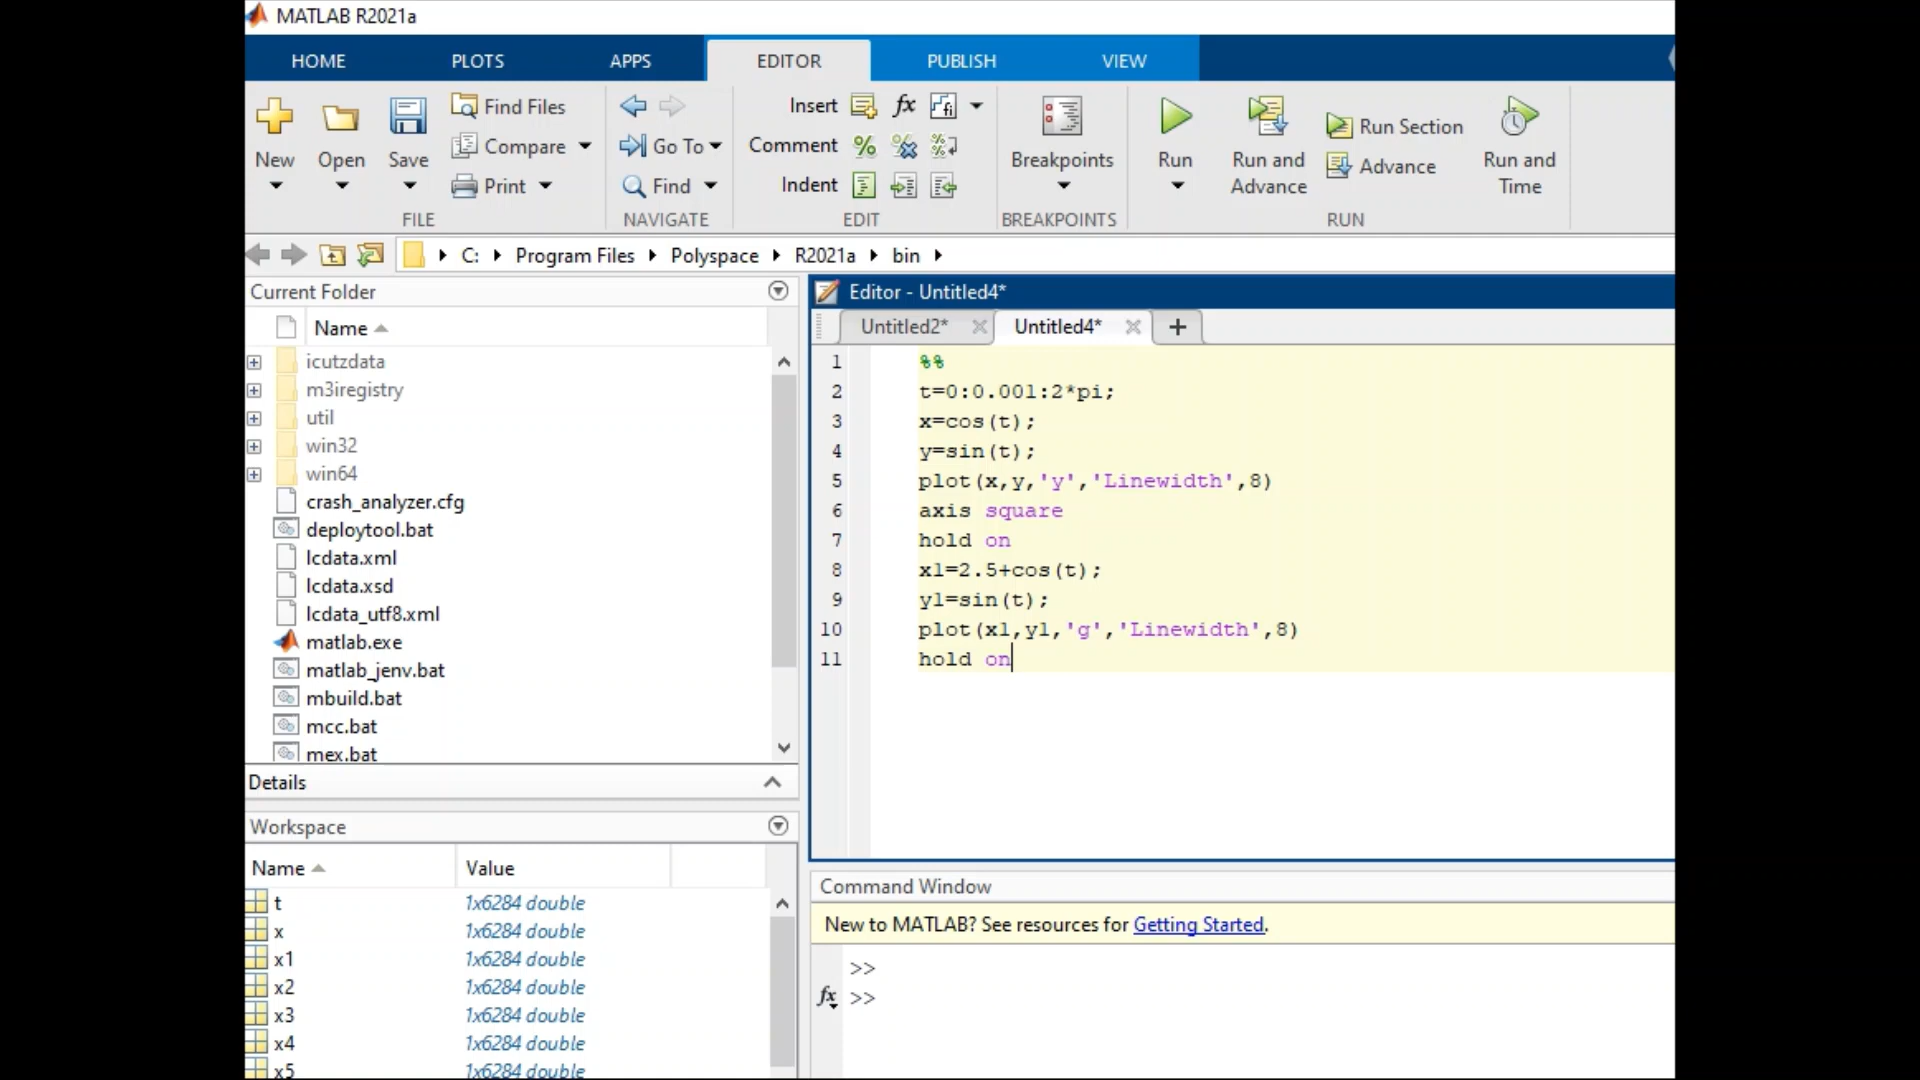 MATLAB R2021a
HOME PLOTS APPS EDITOR PUBLISH VIEW
New
Open
Save
Find Files
Compare
Print
FILE
Go To
Find
NAVIGATE
Insert fx fi
Comment
Indent
EDIT
Breakpoints
BREAKPOINTS
Run
Run and
Advance
Run Section
Advance
Run and
Time
RUN
C: Program Files Polyspace R2021a bin
Current Folder
Name
icutzdata
m3iregistry
util
win32
win64
crash_analyzer.cfg
deploytool.bat
lcdata.xml
lcdata.xsd
lcdata_utf8.xml
matlab.exe
matlab_jenv.bat
mbuild.bat
mcc.bat
mex.bat
Details
Workspace
Name Value
t 1x6284 double
x 1x6284 double
x1 1x6284 double
x2 1x6284 double
x3 1x6284 double
x4 1x6284 double
x5 1x6284 double
Editor - Untitled4*
Untitled2* Untitled4* +
1 %%
2 t=0:0.001:2*pi;
3 x=cos(t);
4 y=sin(t);
5 plot(x,y,'y','Linewidth',8)
6 axis square
7 hold on
8 x1=2.5+cos(t);
9 y1=sin(t);
10 plot(x1,y1,'g','Linewidth',8)
11 hold on
Command Window
New to MATLAB? See resources for Getting Started.
>>
fx >>